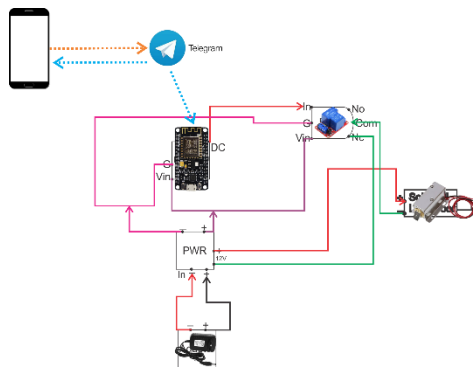 Telegram
In
No
G
Com
Vin
Nc
DC
G
Vin
− +
PWR
+
12V
In
− +